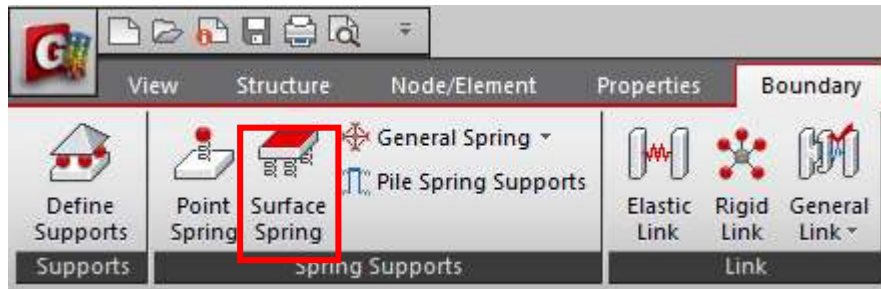 G
View Structure Node/Element Properties Boundary
Define Supports
Point Spring
Surface Spring
General Spring
Pile Spring Supports
Elastic Link
Rigid Link
General Link
Supports
Spring Supports
Link